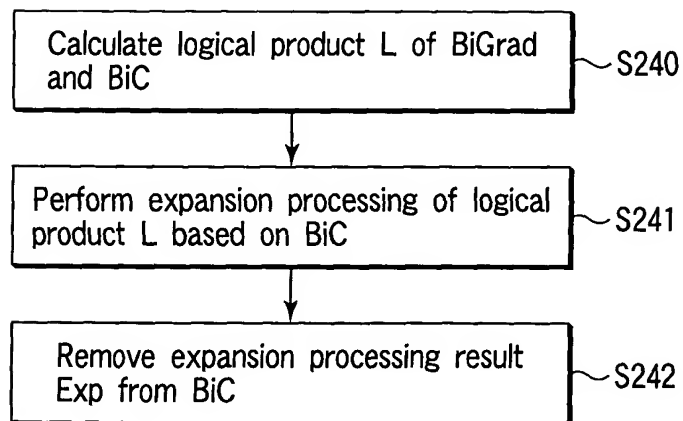 Calculate logical product L of BiGrad
and BiC
S240
Perform expansion processing of logical
product L based on BiC
S241
Remove expansion processing result
Exp from BiC
S242